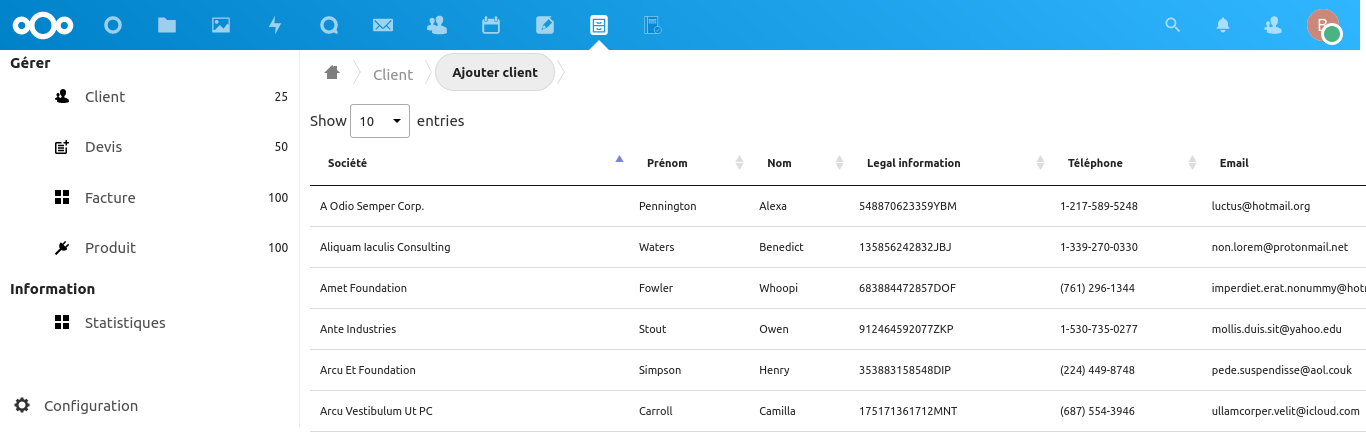 B
Gérer
Client 25
Devis 50
Facture 100
Produit 100
Information
Statistiques
Configuration
Client Ajouter client
Show 10 entries
Société Prénom Nom Legal information Téléphone Email
A Odio Semper Corp. Pennington Alexa 548870623359YBM 1-217-589-5248 luctus@hotmail.org
Aliquam Iaculis Consulting Waters Benedict 135856242832JBJ 1-339-270-0330 non.lorem@protonmail.net
Amet Foundation Fowler Whoopi 683884472857DOF (761) 296-1344 imperdiet.erat.nonummy@hot
Ante Industries Stout Owen 912464592077ZKP 1-530-735-0277 mollis.duis.sit@yahoo.edu
Arcu Et Foundation Simpson Henry 353883158548DIP (224) 449-8748 pede.suspendisse@aol.couk
Arcu Vestibulum Ut PC Carroll Camilla 175171361712MNT (687) 554-3946 ullamcorper.velit@icloud.com